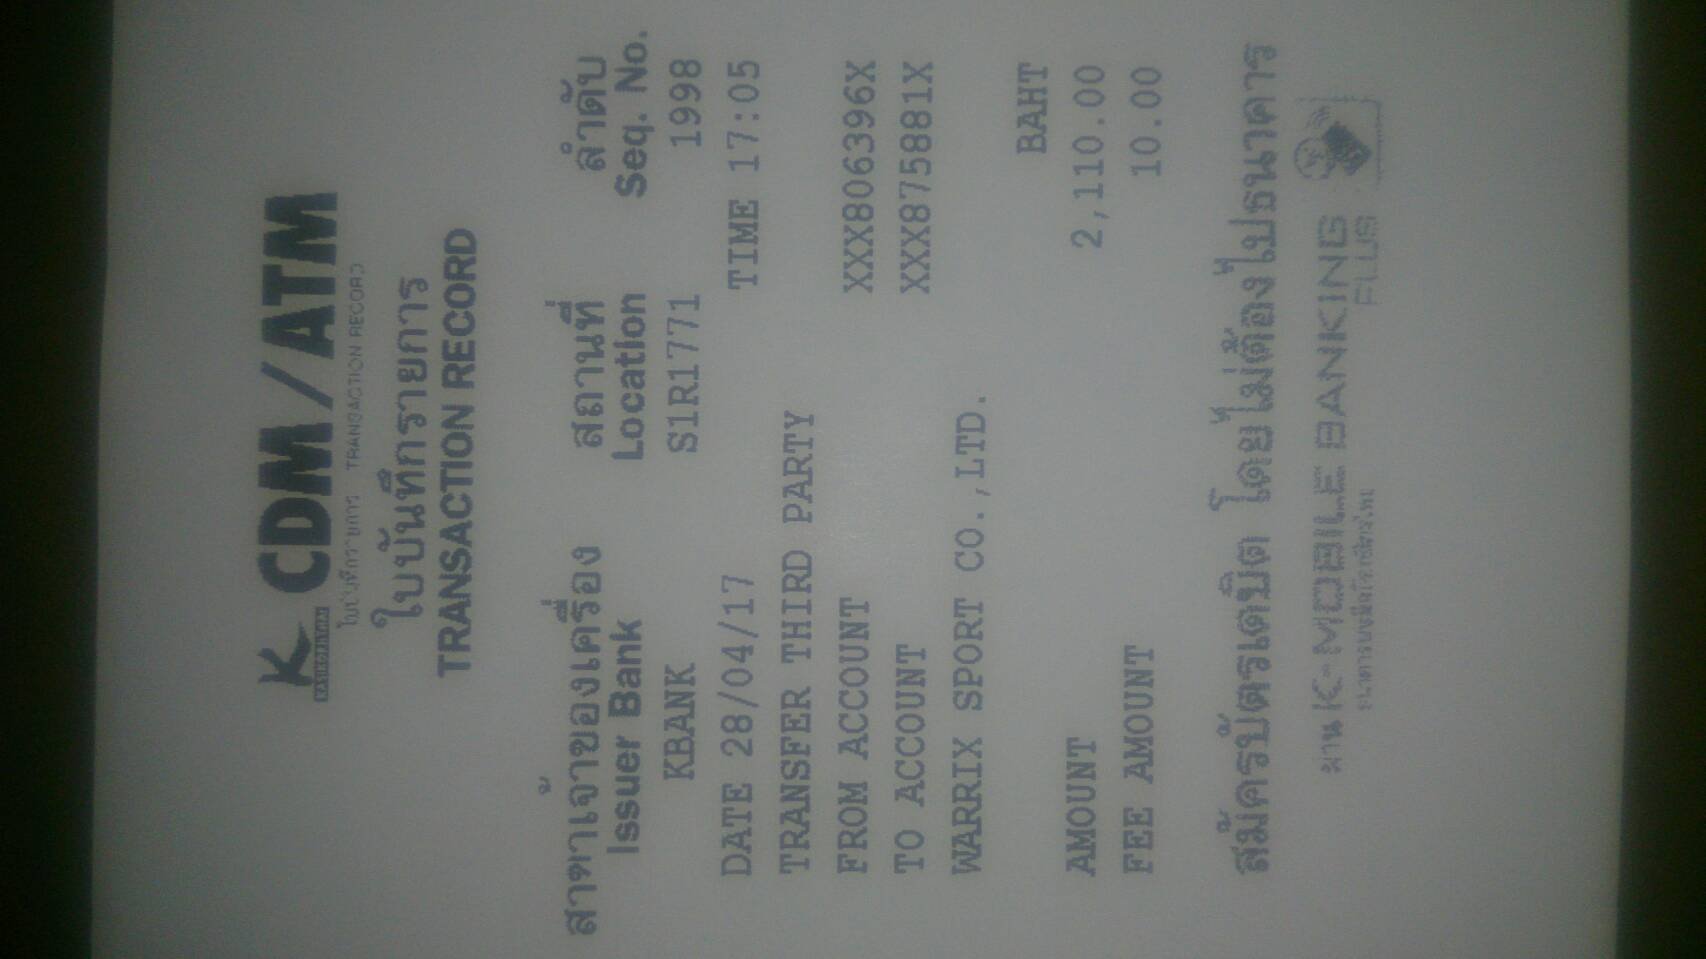 K CDM/ATM
KASIKORNTHAI
ใบบันทึกรายการ TRANSACTION RECORD
ใบบันทึกรายการ
TRANSACTION RECORD
สาขาเจ้าของเครื่อง สถานที่ ลำดับ
Issuer Bank Location Seq. No.
KBANK S1R1771 1998
DATE 28/04/17 TIME 17:05
TRANSFER THIRD PARTY
FROM ACCOUNT XXX806396X
TO ACCOUNT XXX875881X
WARRIX SPORT CO.,LTD.
BAHT
AMOUNT 2,110.00
FEE AMOUNT 10.00
สมัครบัตรเดบิต โดยไม่ต้องไปธนาคาร
ผ่าน K-MOBILE BANKING PLUS